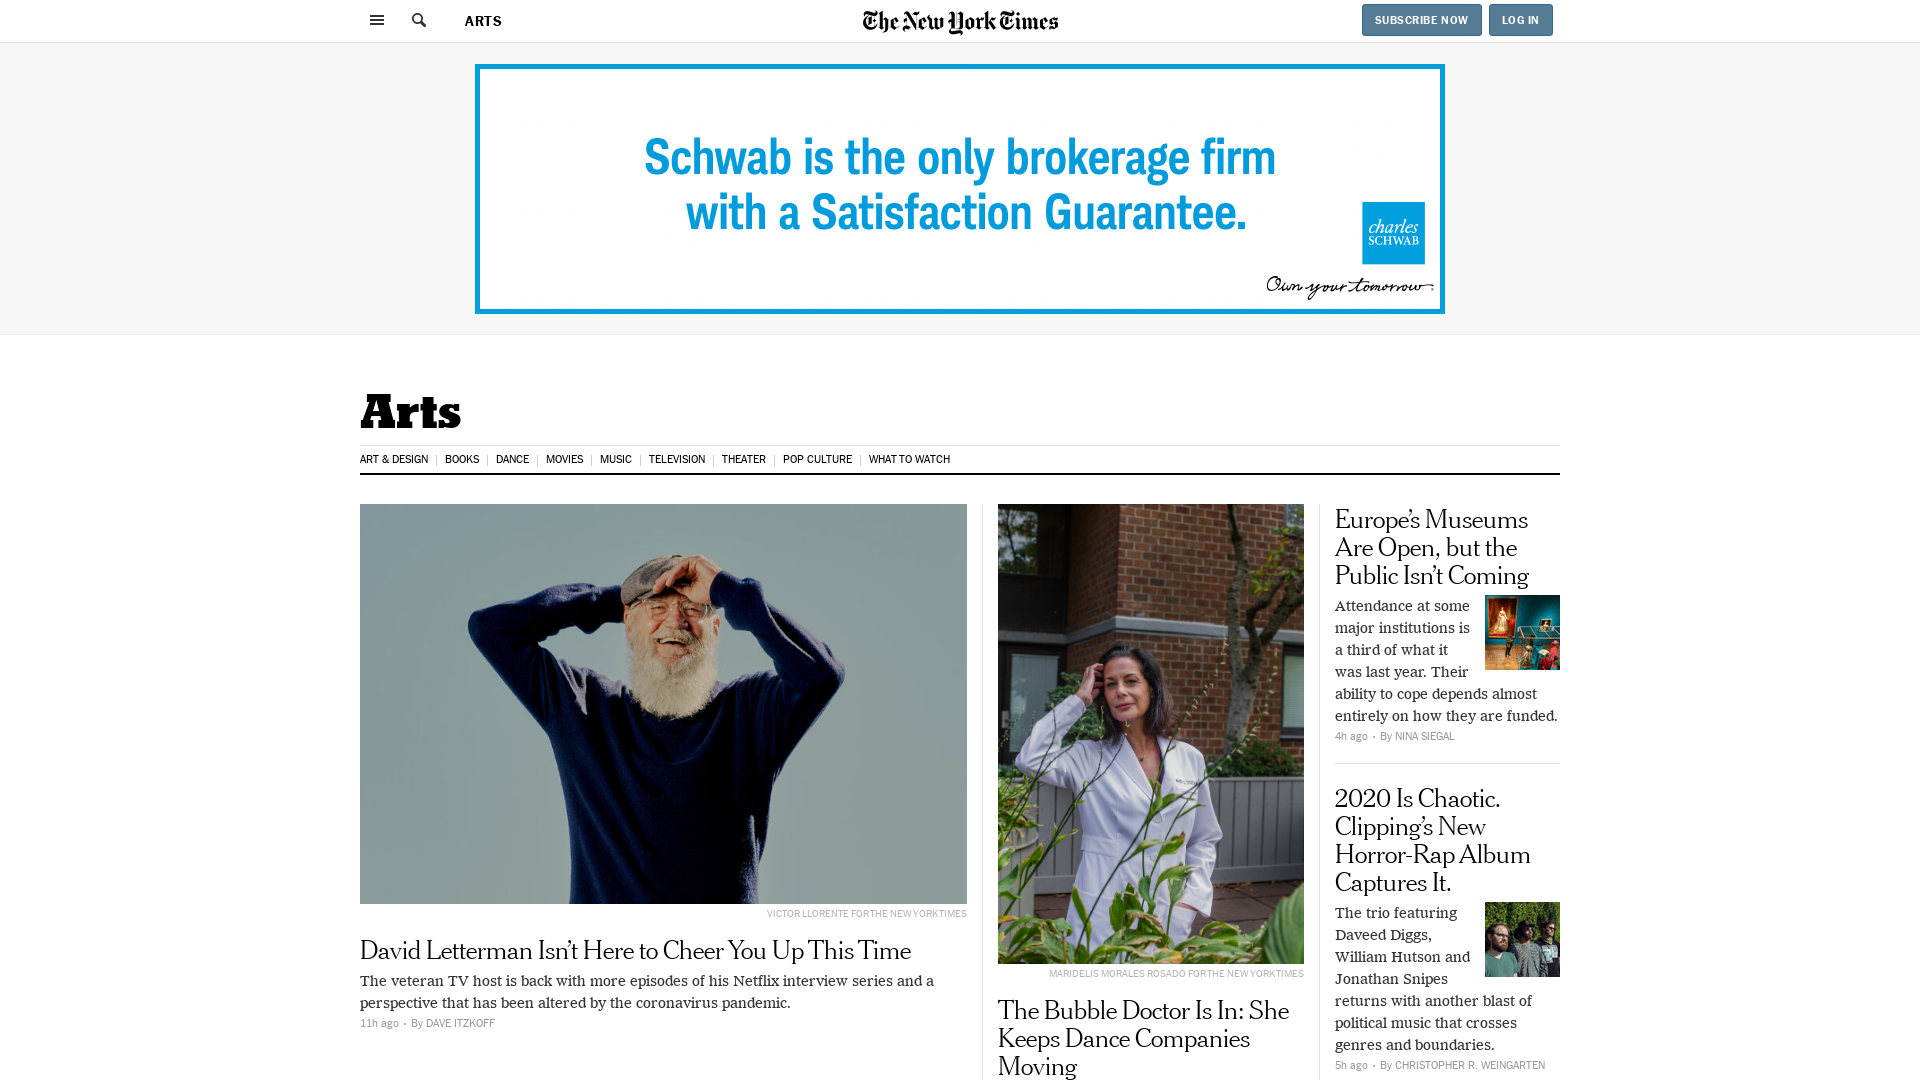 ARTS
The New York Times
SUBSCRIBE NOW
LOG IN
Schwab is the only brokerage firm
with a Satisfaction Guarantee.
charles
SCHWAB
Own your tomorrow.
Arts
ART & DESIGN
BOOKS
DANCE
MOVIES
MUSIC
TELEVISION
THEATER
POP CULTURE
WHAT TO WATCH
VICTOR LLORENTE FOR THE NEW YORK TIMES
David Letterman Isn’t Here to Cheer You Up This Time
The veteran TV host is back with more episodes of his Netflix interview series and a
perspective that has been altered by the coronavirus pandemic.
11h ago • By DAVE ITZKOFF
MARIDELIS MORALES ROSADO FOR THE NEW YORK TIMES
The Bubble Doctor Is In: She
Keeps Dance Companies
Moving
Europe’s Museums
Are Open, but the
Public Isn’t Coming
Attendance at some
major institutions is
a third of what it
was last year. Their
ability to cope depends almost
entirely on how they are funded.
4h ago • By NINA SIEGAL
2020 Is Chaotic.
Clipping’s New
Horror-Rap Album
Captures It.
The trio featuring
Daveed Diggs,
William Hutson and
Jonathan Snipes
returns with another blast of
political music that crosses
genres and boundaries.
5h ago • By CHRISTOPHER R. WEINGARTEN